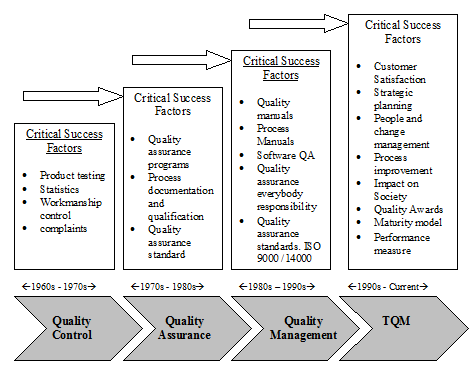 Critical Success
Factors
• Product testing
• Statistics
• Workmanship
control
• complaints
Critical Success
Factors
• Quality
assurance
programs
• Process
documentation
and
qualification
• Quality
assurance
standard
Critical Success
Factors
• Quality
manuals
• Process
Manuals
• Software QA
• Quality
assurance
everybody
responsibility
• Quality
assurance
standards. ISO
9000 / 14000
Critical Success
Factors
• Customer
Satisfaction
• Strategic
planning
• People and
change
management
• Process
improvement
• Impact on
Society
• Quality Awards
• Maturity model
• Performance
measure
←1960s - 1970s→
←1970s - 1980s→
←1980s – 1990s→
←1990s - Current→
Quality
Control
Quality
Assurance
Quality
Management
TQM